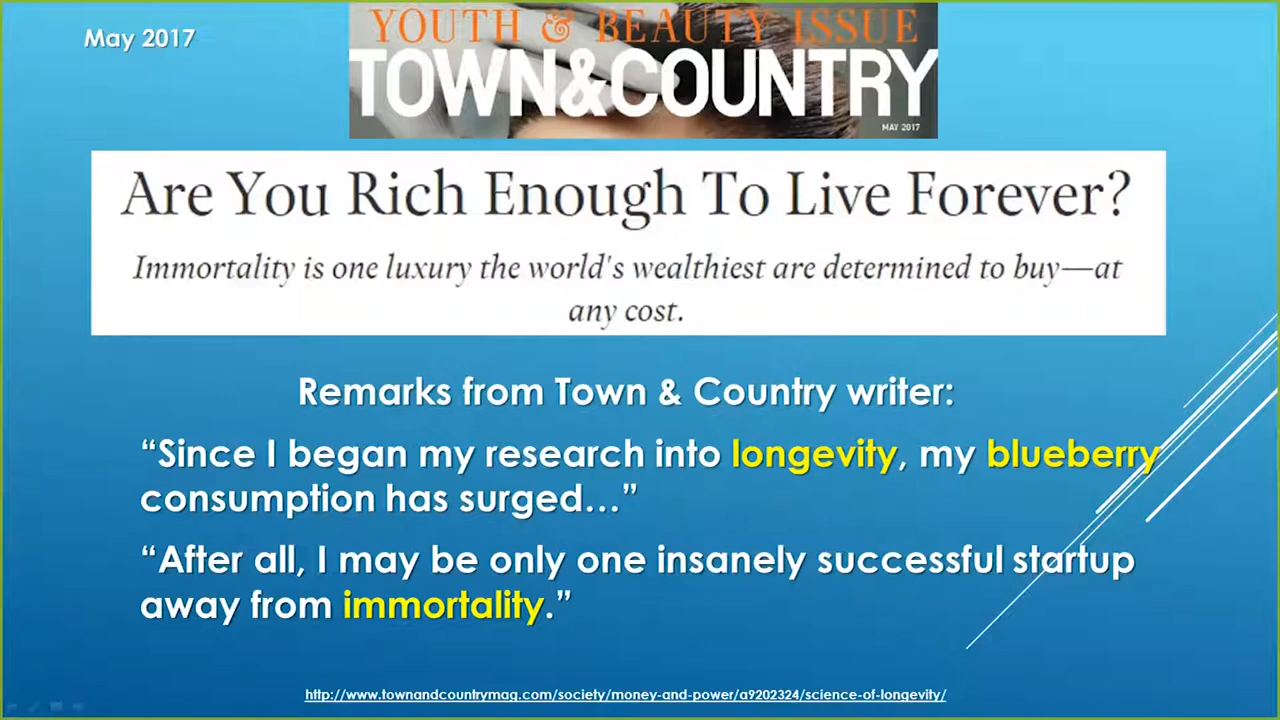 May 2017
YOUTH & BEAUTY ISSUE
TOWN&COUNTRY
MAY 2017
Are You Rich Enough To Live Forever?
Immortality is one luxury the world's wealthiest are determined to buy—at
any cost.
Remarks from Town & Country writer:
“Since I began my research into longevity, my blueberry
consumption has surged…”
“After all, I may be only one insanely successful startup
away from immortality.”
http://www.townandcountrymag.com/society/money-and-power/a9202324/science-of-longevity/